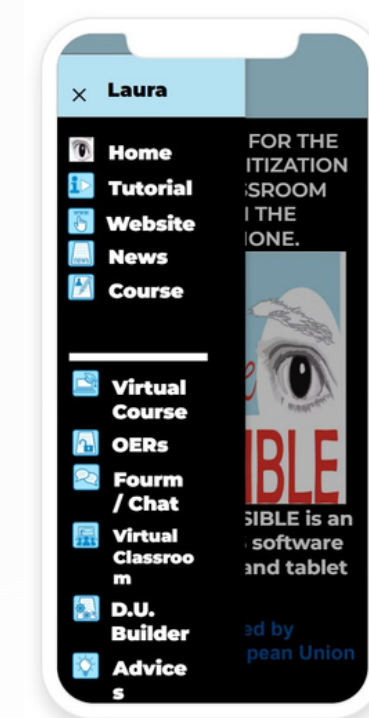 × Laura
Home
Tutorial
Website
News
Course
Virtual
Course
OERs
Fourm
/ Chat
Virtual
Classroo
m
D.U.
Builder
Advice
s
FOR THE
ITIZATION
SSROOM
THE
ONE.
IBLE
SIBLE is an
software
and tablet
ed by
pean Union